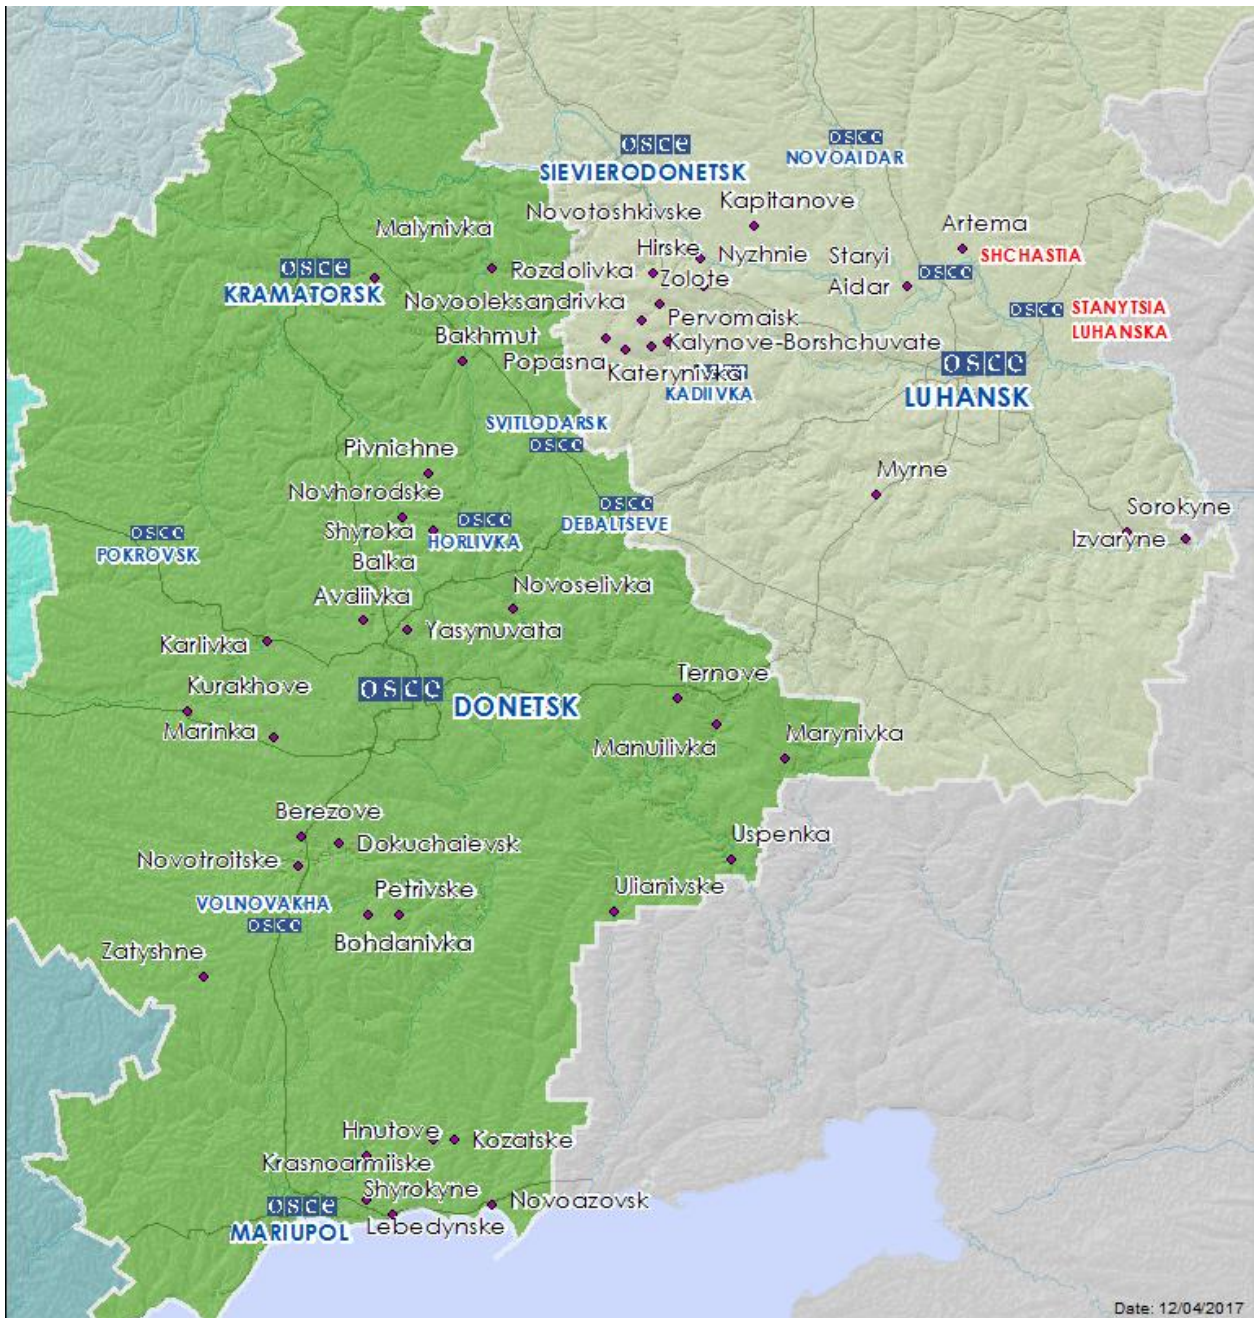 osce
osce
SIEVIERODONETSK
NOVOAIDAR
Kapitanove
Novotoshkivske
Malynivka
Artema
Hirske
Nyzhnie
Staryi
SHCHASTIA
osce
Rozdolivka
osce
Zolote
Aidar
KRAMATORSK
Novooleksandrivka
osce
STANYTSIA
Pervomaisk
LUHANSKA
Bakhmut
Kalynove-Borshchuvate
Popasna
osce
Katerynivka
KADIIVKA
LUHANSK
SVITLODARSK
osce
Pivnichne
Myrne
Novhorodske
osce
Sorokyne
osce
DEBALTSEVE
osce
Shyroka
HORLIVKA
Izvaryne
POKROVSK
Balka
Novoselivka
Avdiivka
Yasynuvata
Karlivka
Ternove
Kurakhove
osce
DONETSK
Marinka
Manuilivka
Marynivka
Berezove
Uspenka
Dokuchaievsk
Novotroitske
Petrivske
Ulianivske
VOLNOVAKHA
osce
Bohdanivka
Zatyshne
Hnutove
Kozatske
Krasnoarmiiske
Shyrokyne
osce
Novoazovsk
Lebedynske
MARIUPOL
Date: 12/04/2017